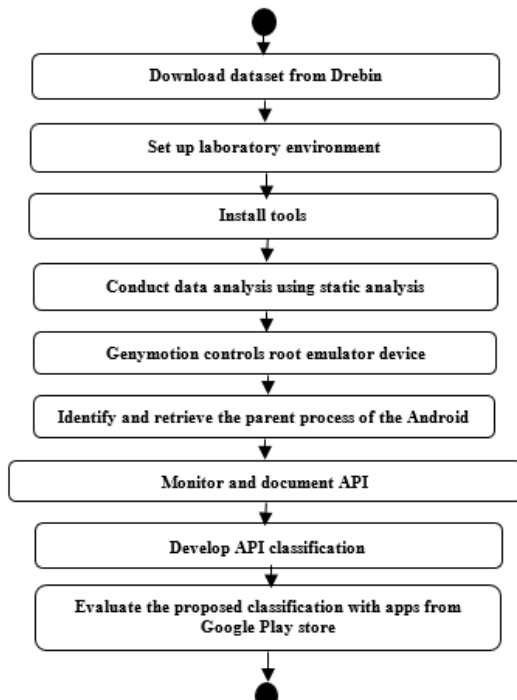 Download dataset from Drebin
Set up laboratory environment
Install tools
Conduct data analysis using static analysis
Genymotion controls root emulator device
Identify and retrieve the parent process of the Android
Monitor and document API
Develop API classification
Evaluate the proposed classification with apps from
Google Play store